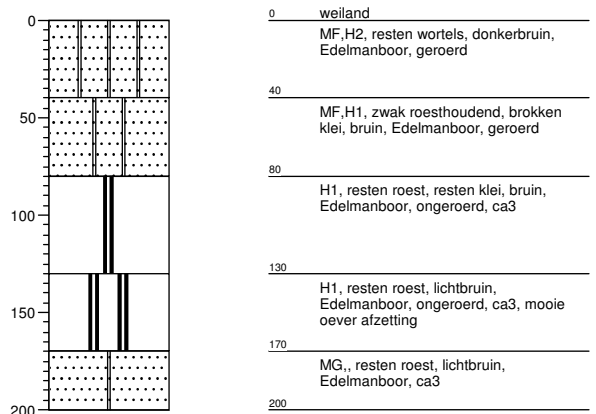 0
50
100
150
200
0 weiland
MF,H2, resten wortels, donkerbruin,
Edelmanboor, geroerd
40
MF,H1, zwak roesthoudend, brokken
klei, bruin, Edelmanboor, geroerd
80
H1, resten roest, resten klei, bruin,
Edelmanboor, ongeroerd, ca3
130
H1, resten roest, lichtbruin,
Edelmanboor, ongeroerd, ca3, mooie
oever afzetting
170
MG,, resten roest, lichtbruin,
Edelmanboor, ca3
200